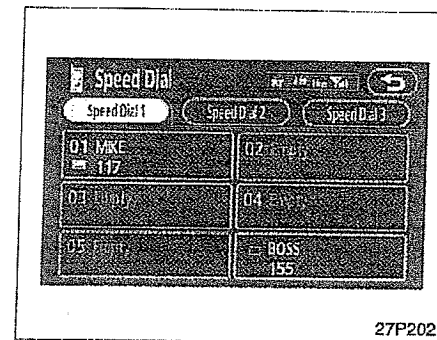 Speed Dial
Speed Dial 1 Speed Dial 2 Speed Dial 3
01 MIKE 02 Empty
117
03 Empty 04 Empty
05 Empty BOSS
155
27P202